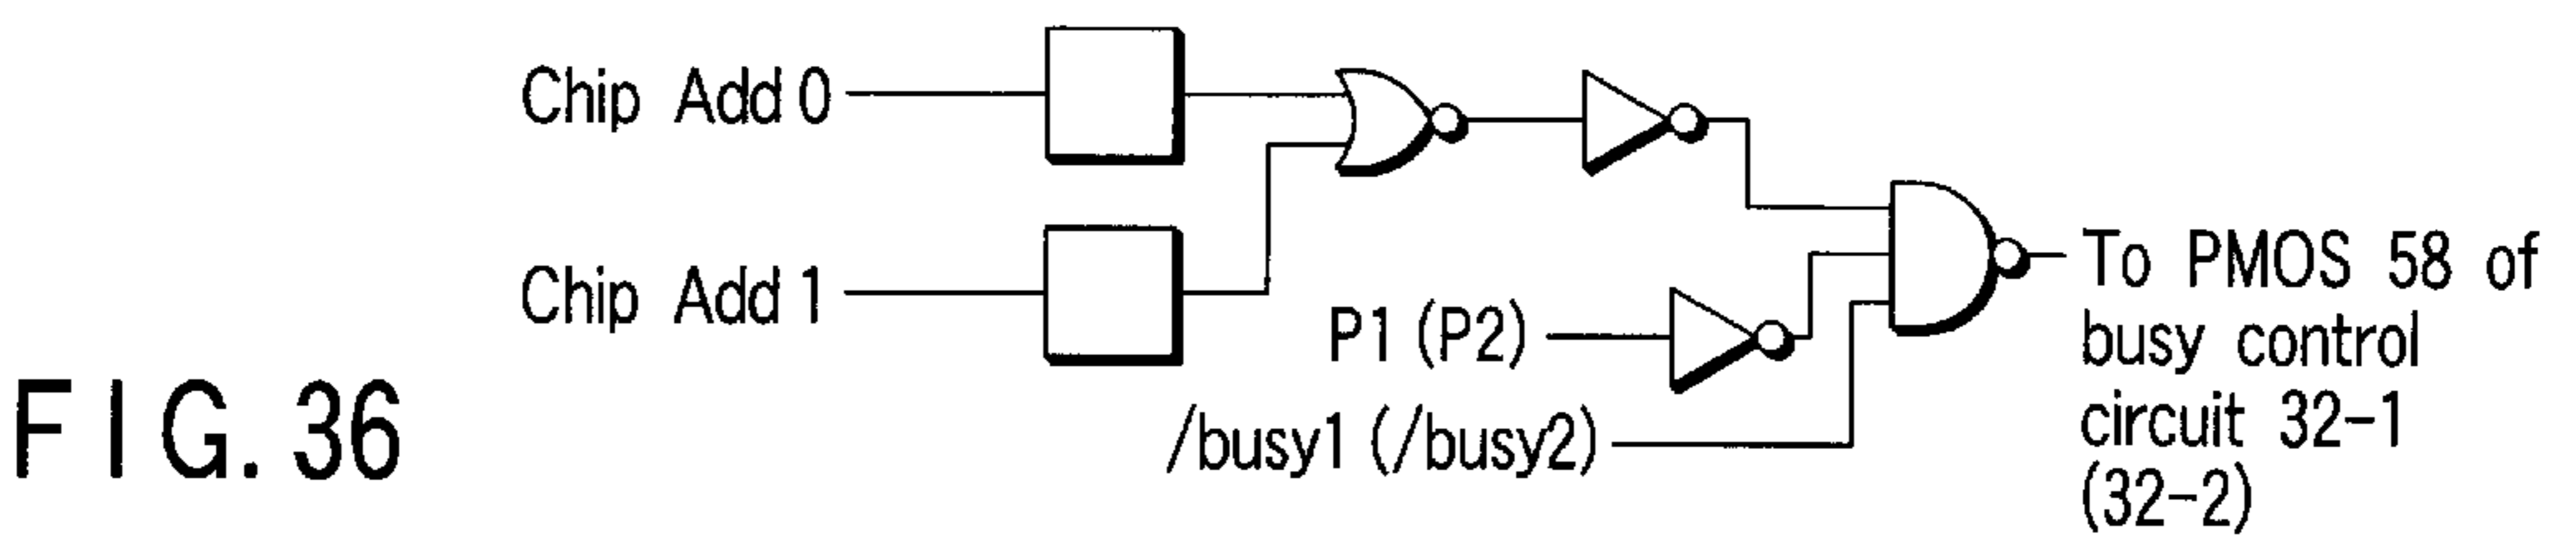 Chip Add 0
Chip Add 1
P1 (P2)
/busy1 (/busy2)
To PMOS 58 of
busy control
circuit 32-1
(32-2)
FIG. 36